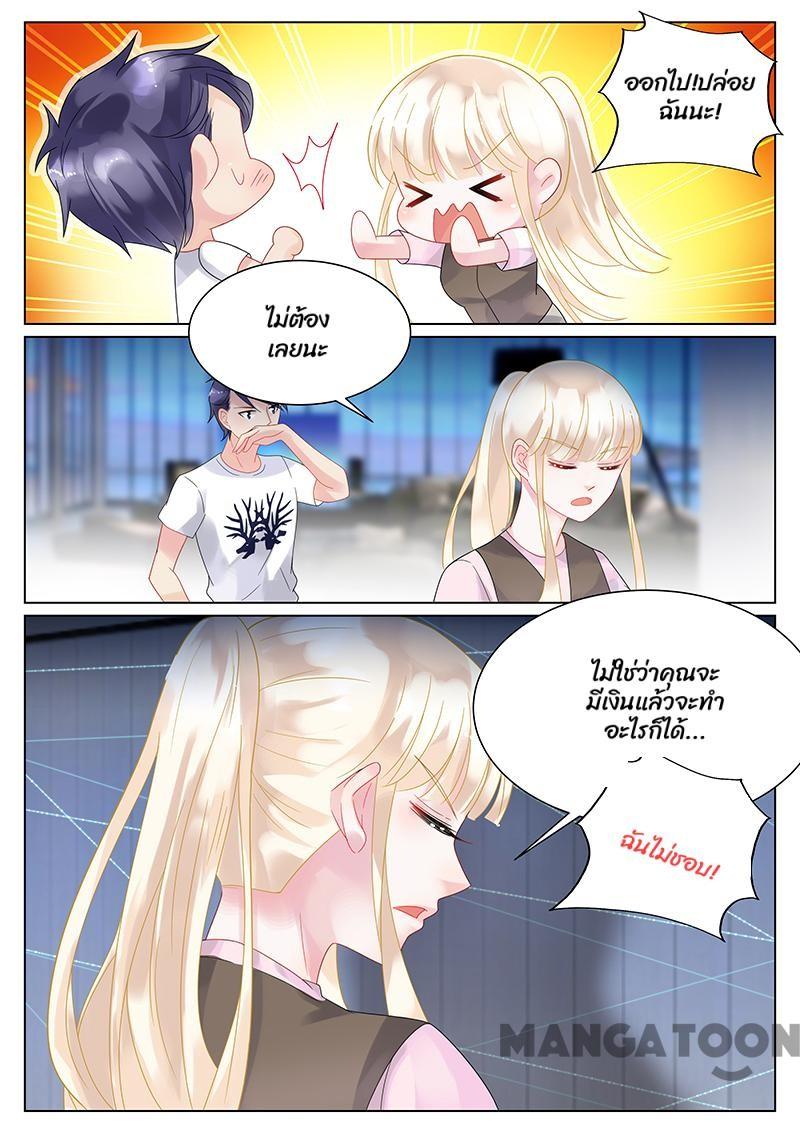 ออกไป!ปล่อย
ฉันนะ!
ไม่ต้อง
เลยนะ
ไม่ใช่ว่าคุณจะ
มีเงินแล้วจะทำ
อะไรก็ได้...
ฉันไม่ชอบ!
MANGATOON